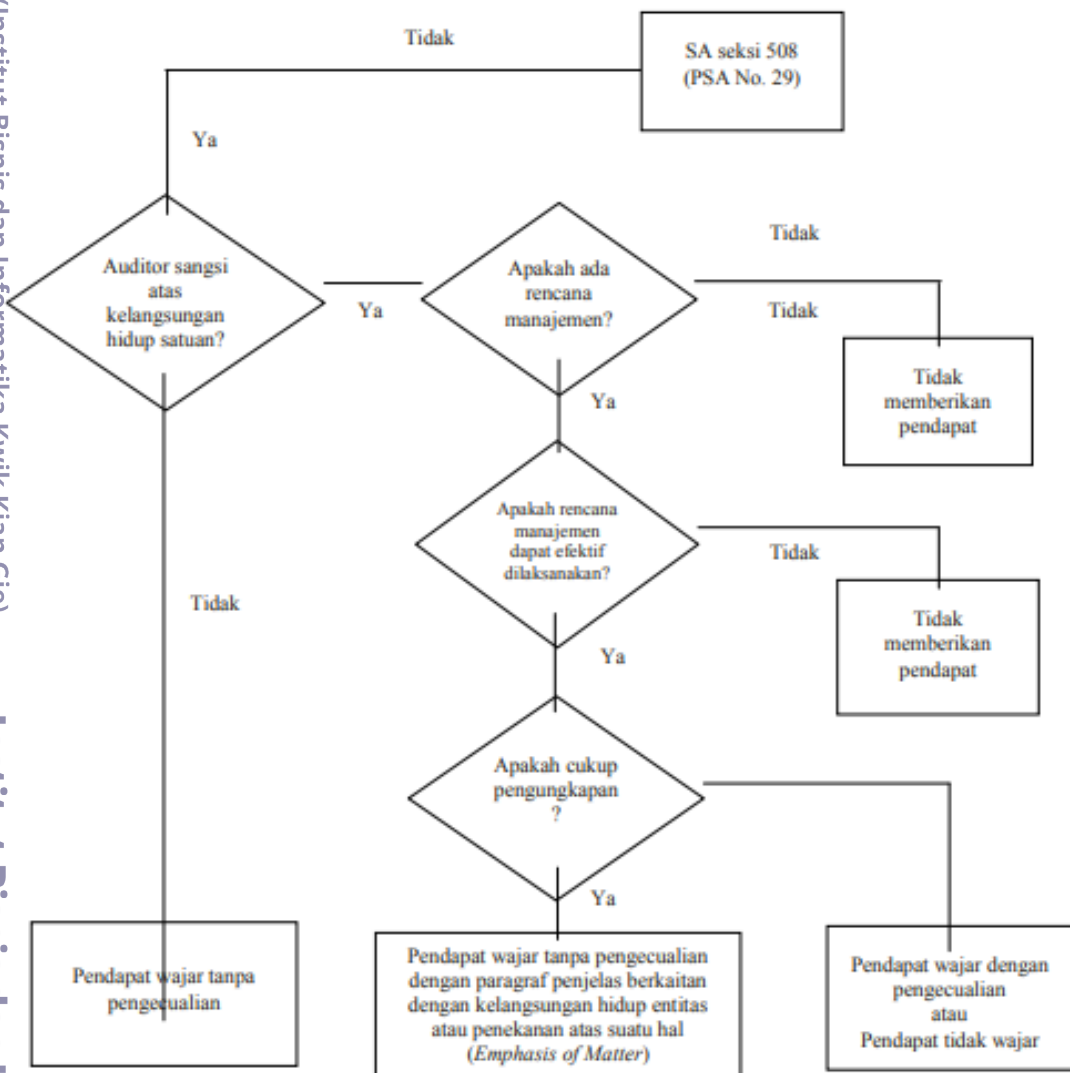 Tidak
SA seksi 508
(PSA No. 29)
Ya
Auditor sangsi
atas
kelangsungan
hidup satuan?
Ya
Apakah ada
rencana
manajemen?
Tidak
Tidak
Tidak
memberikan
pendapat
Ya
Apakah rencana
manajemen
dapat efektif
dilaksanakan?
Tidak
Tidak
memberikan
pendapat
Tidak
Ya
Apakah cukup
pengungkapan
?
Ya
Pendapat wajar tanpa
pengecualian
Pendapat wajar tanpa pengecualian
dengan paragraf penjelas berkaitan
dengan kelangsungan hidup entitas
atau penekanan atas suatu hal
(Emphasis of Matter)
Pendapat wajar dengan
pengecualian
atau
Pendapat tidak wajar